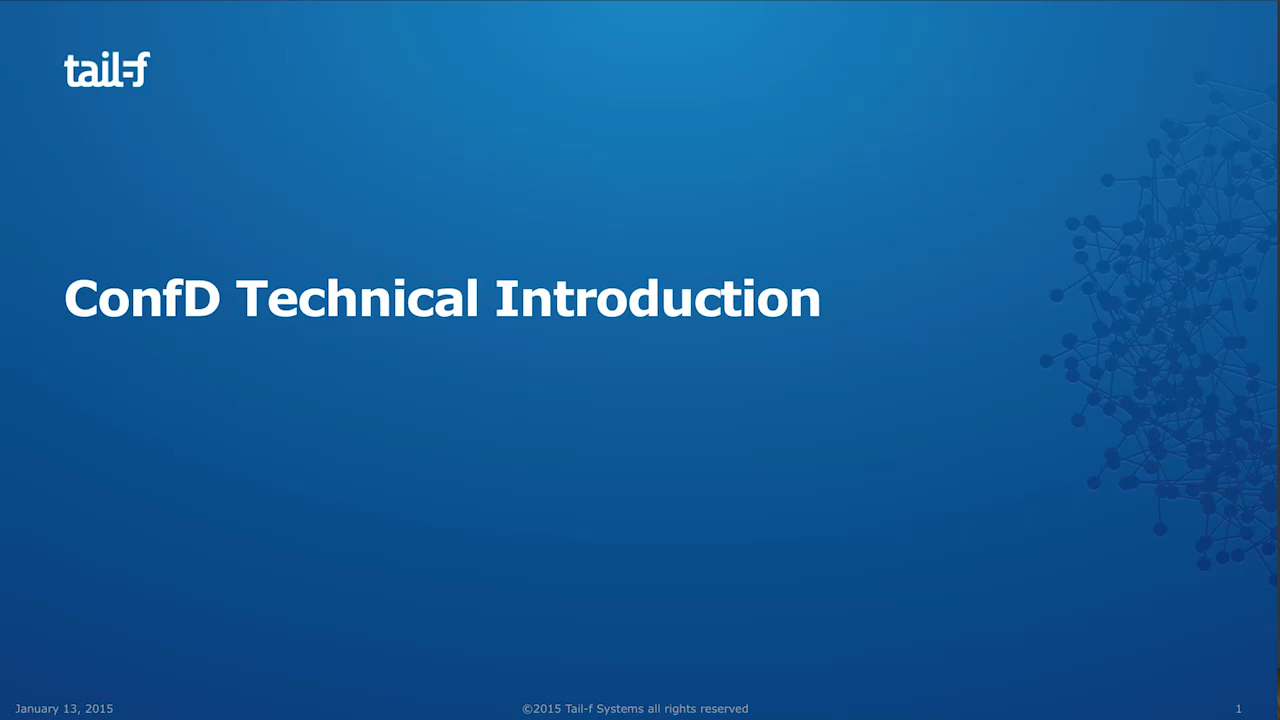 tail-f
ConfD Technical Introduction
January 13, 2015
©2015 Tail-f Systems all rights reserved
1